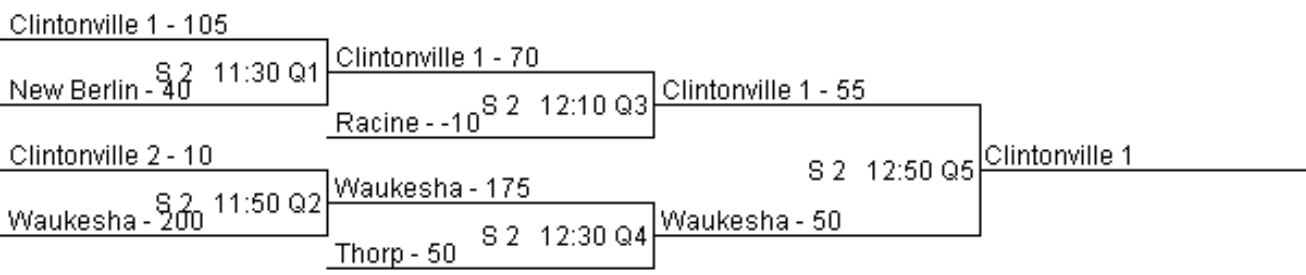 Clintonville 1 - 105
S 2 11:30 Q1
New Berlin - 40
Clintonville 1 - 70
S 2 12:10 Q3
Racine - -10
Clintonville 1 - 55
Clintonville 2 - 10
S 2 11:50 Q2
Waukesha - 200
Waukesha - 175
S 2 12:30 Q4
Thorp - 50
Waukesha - 50
S 2 12:50 Q5
Clintonville 1